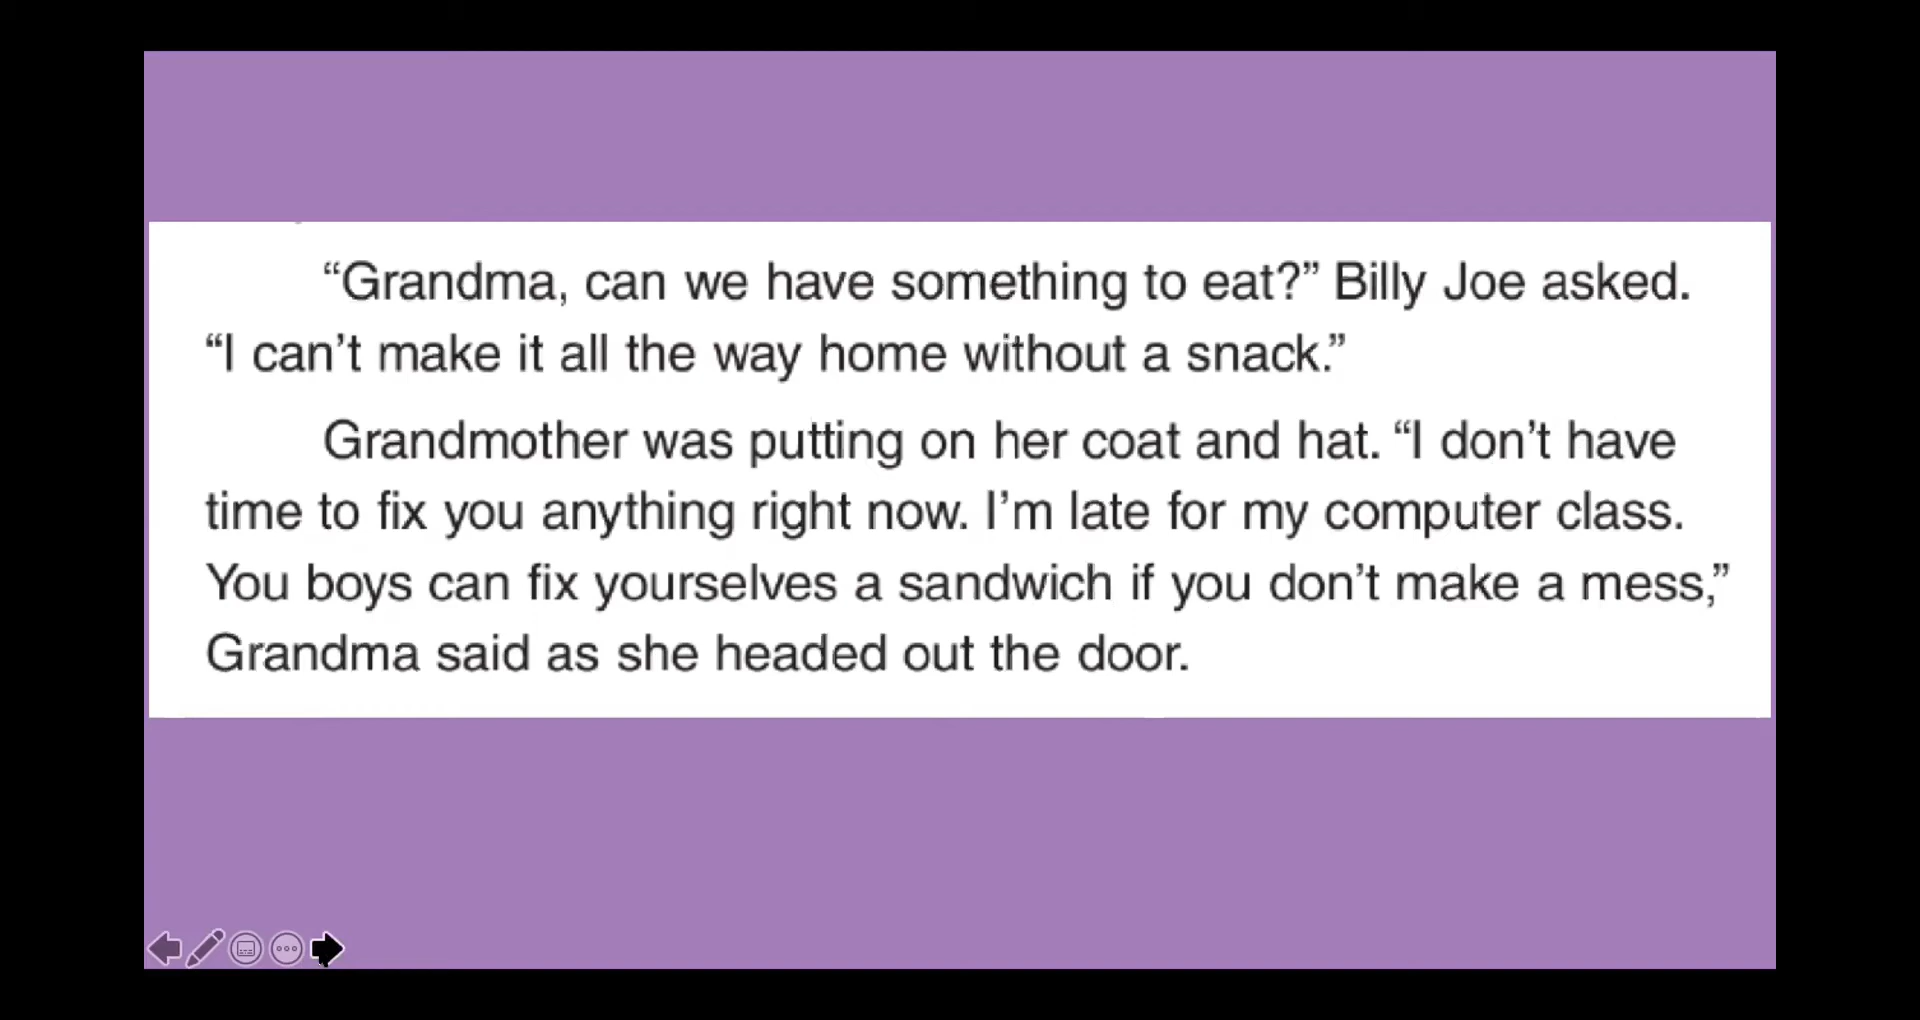 “Grandma, can we have something to eat?” Billy Joe asked.
“I can’t make it all the way home without a snack.”
Grandmother was putting on her coat and hat. “I don’t have
time to fix you anything right now. I’m late for my computer class.
You boys can fix yourselves a sandwich if you don’t make a mess,”
Grandma said as she headed out the door.